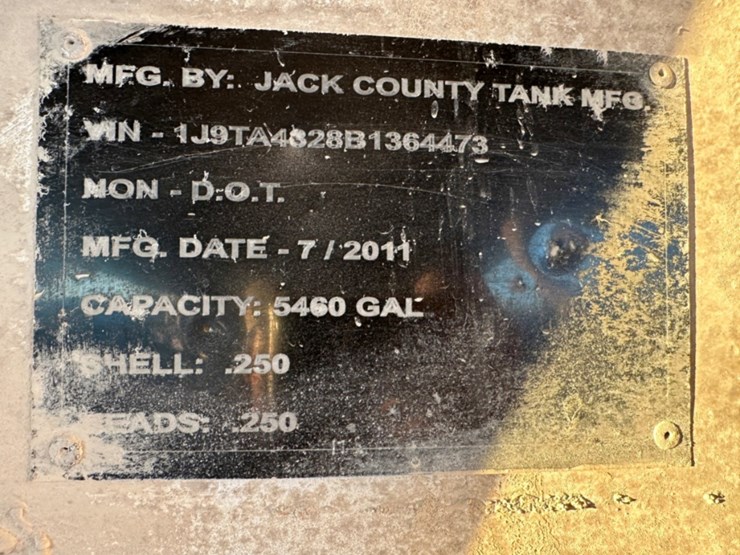 MFG. BY: JACK COUNTY TANK MFG.
VIN - 1J9TA4828B1364473
NON - D.O.T.
MFG. DATE - 7 / 2011
CAPACITY: 5460 GAL
SHELL: .250
HEADS: .250